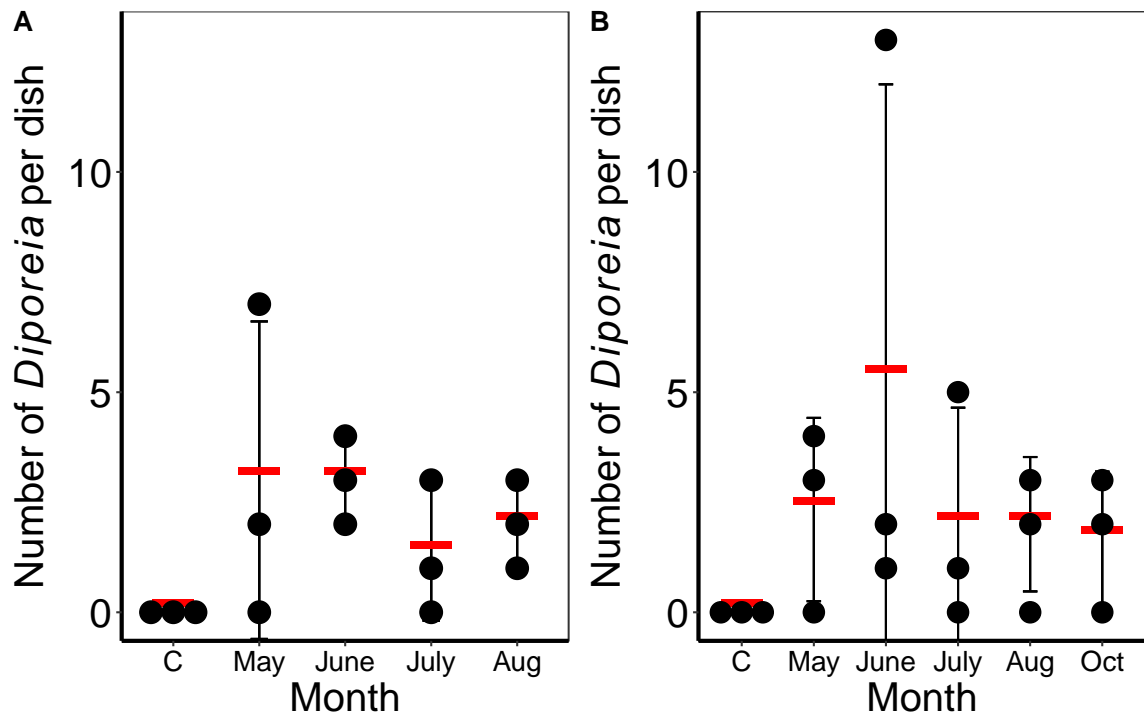 A
Number of Diporeia per dish
10
5
0
C May June July Aug
Month
B
Number of Diporeia per dish
10
5
0
C May June July Aug Oct
Month